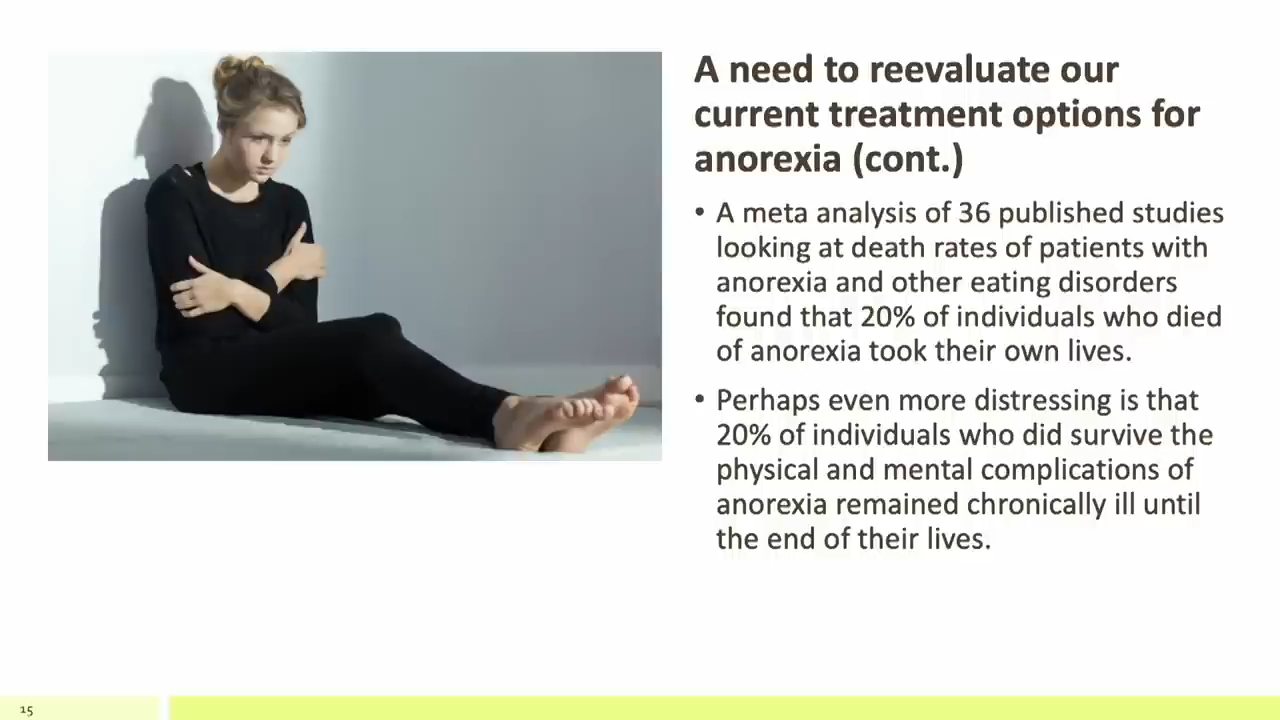 A need to reevaluate our
current treatment options for
anorexia (cont.)
• A meta analysis of 36 published studies
looking at death rates of patients with
anorexia and other eating disorders
found that 20% of individuals who died
of anorexia took their own lives.
• Perhaps even more distressing is that
20% of individuals who did survive the
physical and mental complications of
anorexia remained chronically ill until
the end of their lives.
15